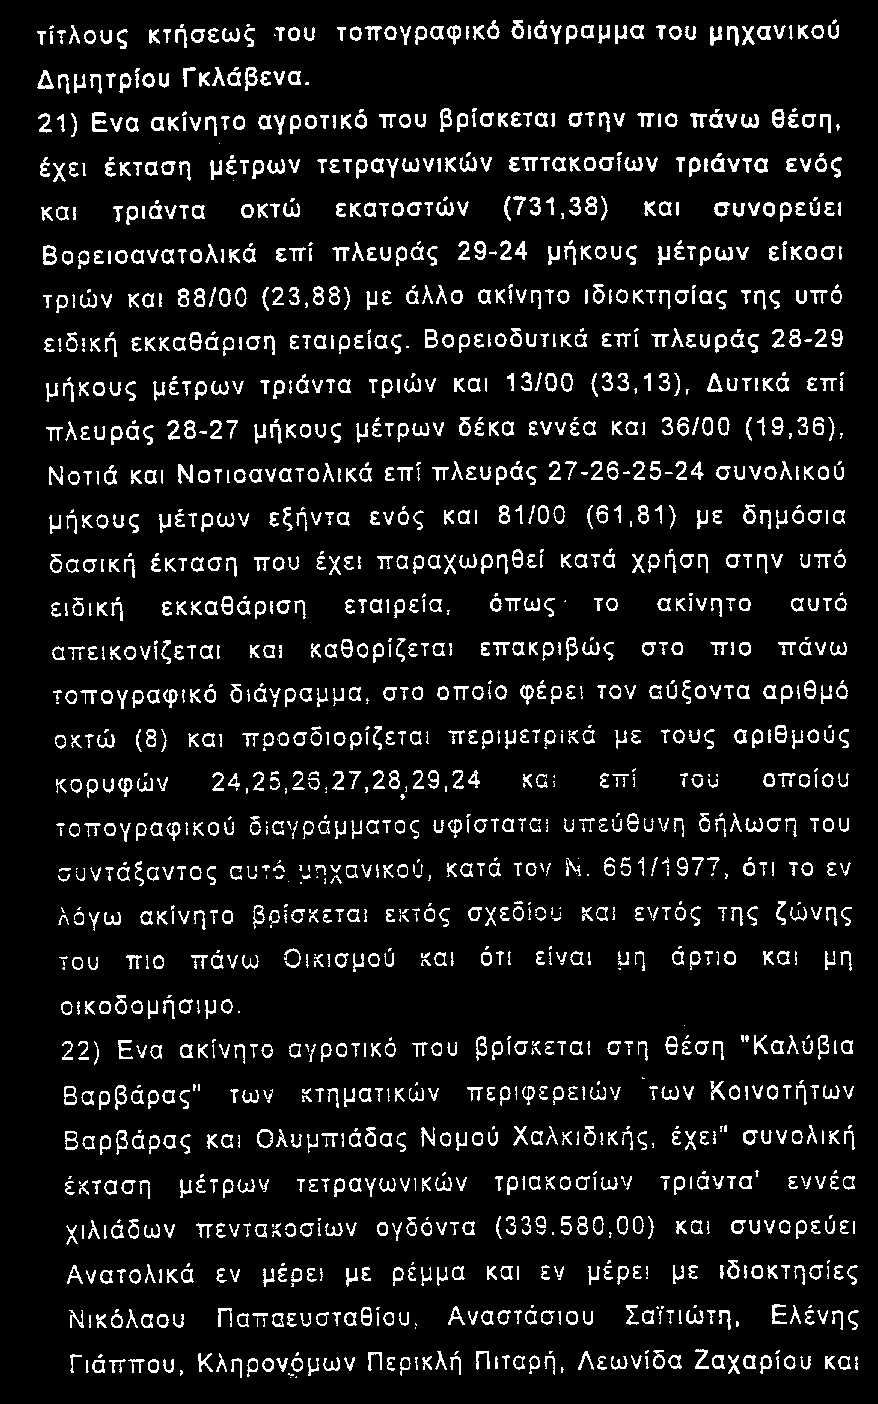 τίτλους κτήσεως του τοπογραφικό διάγραμμα του μηχανικού
Δημητρίου Γκλάβενα.
21) Ενα ακίνητο αγροτικό που βρίσκεται στην πιο πάνω θέση,
έχει έκταση μέτρων τετραγωνικών επτακοσίων τριάντα ενός
και τριάντα οκτώ εκατοστών (731,38) και συνορεύει
Βορειοανατολικά επί πλευράς 29-24 μήκους μέτρων είκοσι
τριών και 88/00 (23,88) με άλλο ακίνητο ιδιοκτησίας της υπό
ειδική εκκαθάριση εταιρείας. Βορειοδυτικά επί πλευράς 28-29
μήκους μέτρων τριάντα τριών και 13/00 (33,13), Δυτικά επί
πλευράς 28-27 μήκους μέτρων δέκα εννέα και 36/00 (19,36),
Νοτιά και Νοτιοανατολικά επί πλευράς 27-26-25-24 συνολικού
μήκους μέτρων εξήντα ενός και 81/00 (61,81) με δημόσια
δασική έκταση που έχει παραχωρηθεί κατά χρήση στην υπό
ειδική εκκαθάριση εταιρεία, όπως το ακίνητο αυτό
απεικονίζεται και καθορίζεται επακριβώς στο πιο πάνω
τοπογραφικό διάγραμμα, στο οποίο φέρει τον αύξοντα αριθμό
οκτώ (8) και προσδιορίζεται περιμετρικά με τους αριθμούς
κορυφών 24,25,26,27,28,29,24 και επί του οποίου
τοπογραφικού διαγράμματος υφίσταται υπεύθυνη δήλωση του
συντάξαντος αυτό μηχανικού, κατά τον Ν. 651/1977, ότι το εν
λόγω ακίνητο βρίσκεται εκτός σχεδίου και εντός της ζώνης
του πιο πάνω Οικισμού και ότι είναι μη άρτιο και μη
οικοδομήσιμο.
22) Ενα ακίνητο αγροτικό που βρίσκεται στη θέση "Καλύβια
Βαρβάρας" των κτηματικών περιφερειών των Κοινοτήτων
Βαρβάρας και Ολυμπιάδας Νομού Χαλκιδικής, έχει" συνολική
έκταση μέτρων τετραγωνικών τριακοσίων τριάντα' εννέα
χιλιάδων πεντακοσίων ογδόντα (339.580,00) και συνορεύει
Ανατολικά εν μέρει με ρέμμα και εν μέρει με ιδιοκτησίες
Νικόλαου Παπαευσταθίου, Αναστάσιου Σαϊτιώτη, Ελένης
Γιάππου, Κληρονόμων Περικλή Πιταρή, Λεωνίδα Ζαχαρίου και